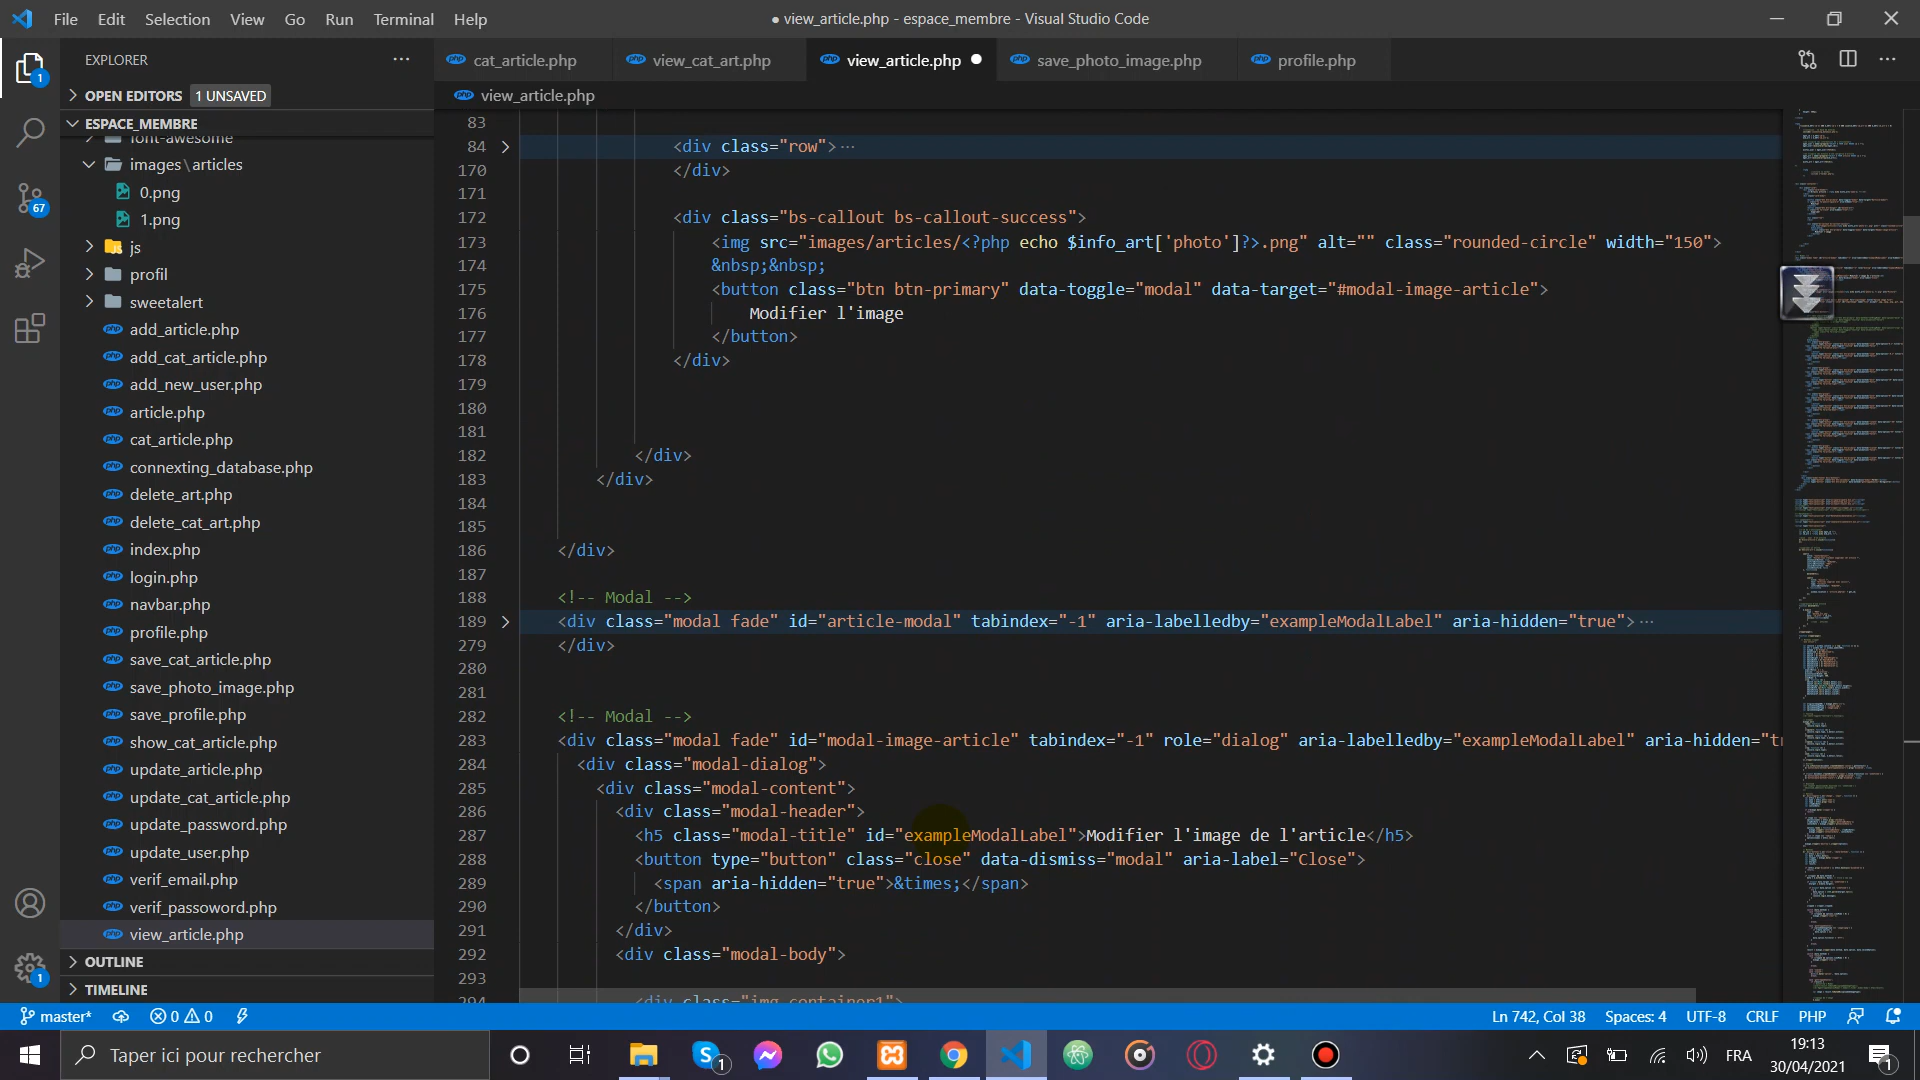 File Edit Selection View Go Run Terminal Help
● view_article.php - espace_membre - Visual Studio Code
EXPLORER
OPEN EDITORS 1 UNSAVED
ESPACE_MEMBRE
font-awesome
images\articles
0.png
1.png
js
profil
sweetalert
add_article.php
add_cat_article.php
add_new_user.php
article.php
cat_article.php
connexting_database.php
delete_art.php
delete_cat_art.php
index.php
login.php
navbar.php
profile.php
save_cat_article.php
save_photo_image.php
save_profile.php
show_cat_article.php
update_article.php
update_cat_article.php
update_password.php
update_user.php
verif_email.php
verif_passoword.php
view_article.php
OUTLINE
TIMELINE
cat_article.php view_cat_art.php view_article.php save_photo_image.php profile.php
view_article.php
83
84 <div class="row">···
170 </div>
171
172 <div class="bs-callout bs-callout-success">
173 <img src="images/articles/<?php echo $info_art['photo']?>.png" alt="" class="rounded-circle" width="150">
174 &nbsp;&nbsp;
175 <button class="btn btn-primary" data-toggle="modal" data-target="#modal-image-article">
176 Modifier l'image
177 </button>
178 </div>
179
180
181
182 </div>
183 </div>
184
185
186 </div>
187
188 <!-- Modal -->
189 <div class="modal fade" id="article-modal" tabindex="-1" aria-labelledby="exampleModalLabel" aria-hidden="true">···
279 </div>
280
281
282 <!-- Modal -->
283 <div class="modal fade" id="modal-image-article" tabindex="-1" role="dialog" aria-labelledby="exampleModalLabel" aria-hidden="tr
284 <div class="modal-dialog">
285 <div class="modal-content">
286 <div class="modal-header">
287 <h5 class="modal-title" id="exampleModalLabel">Modifier l'image de l'article</h5>
288 <button type="button" class="close" data-dismiss="modal" aria-label="Close">
289 <span aria-hidden="true">&times;</span>
290 </button>
291 </div>
292 <div class="modal-body">
293
294 <div class="img_container1">
1
67
1
master* 0 0
Ln 742, Col 38 Spaces: 4 UTF-8 CRLF PHP
Taper ici pour rechercher
1
FRA
19:13
30/04/2021
1